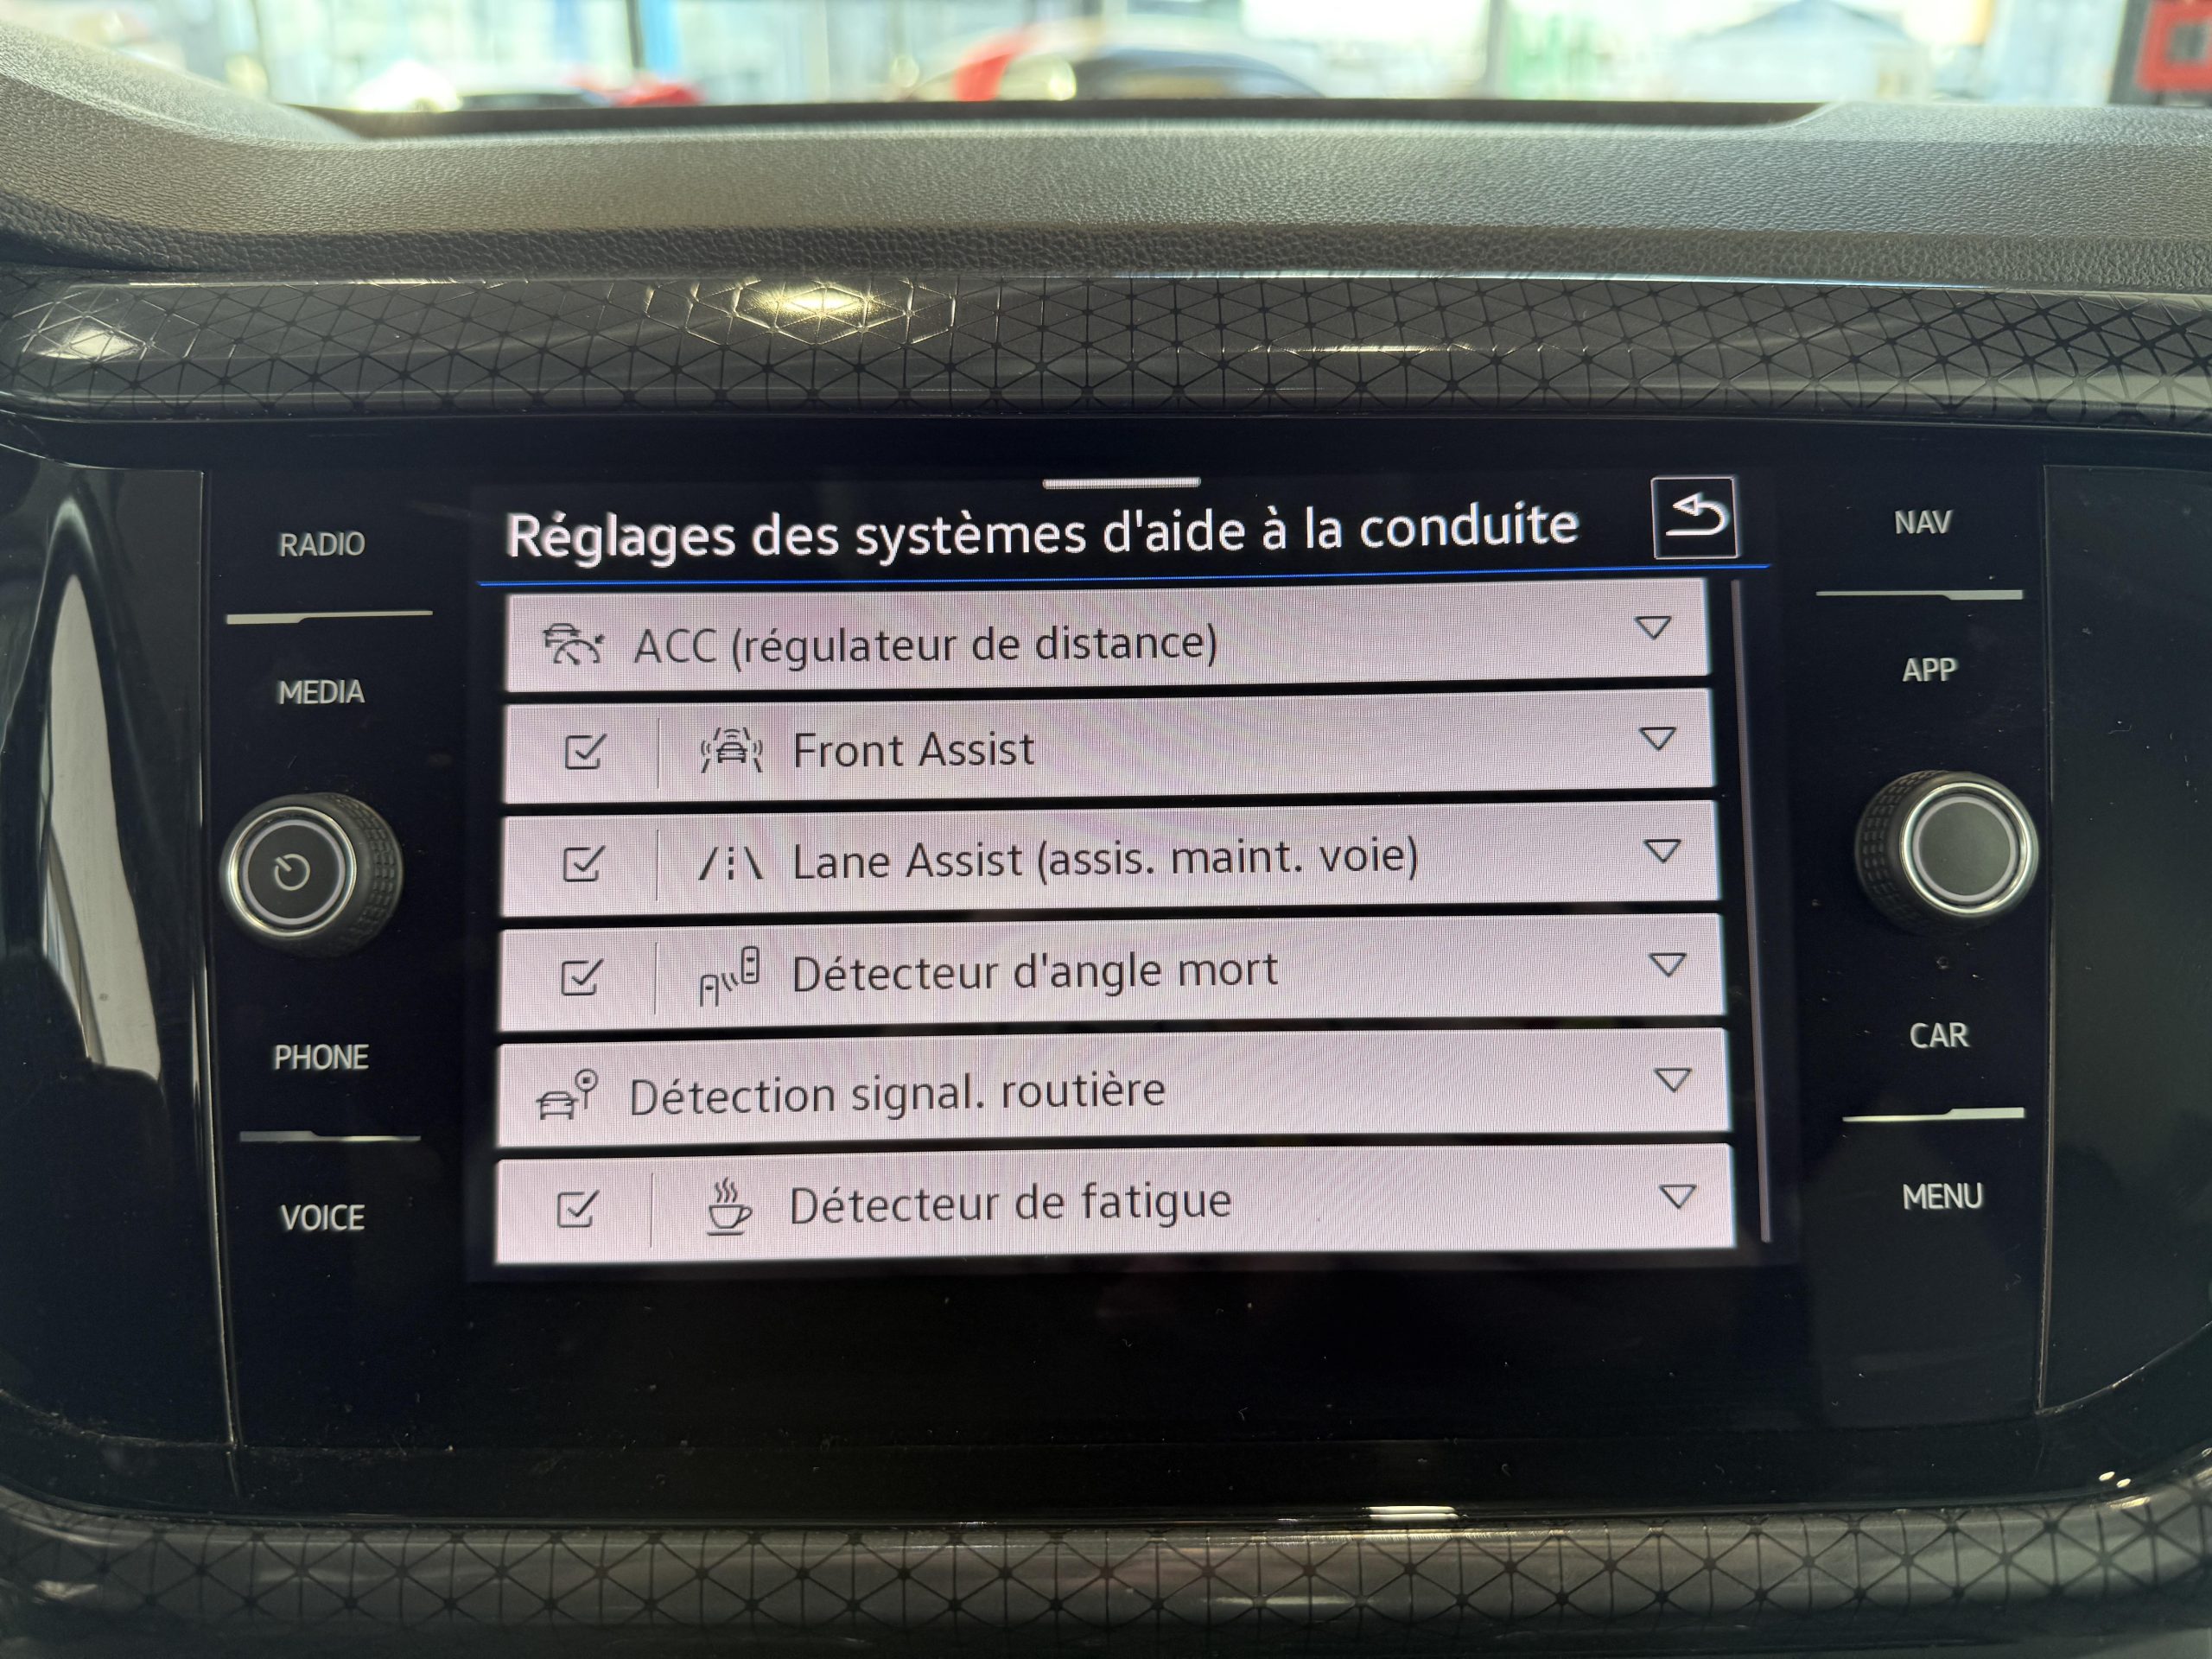 Réglages des systèmes d'aide à la conduite
ACC (régulateur de distance)
Front Assist
Lane Assist (assis. maint. voie)
Détecteur d'angle mort
Détection signal. routière
Détecteur de fatigue
RADIO
MEDIA
PHONE
VOICE
NAV
APP
CAR
MENU